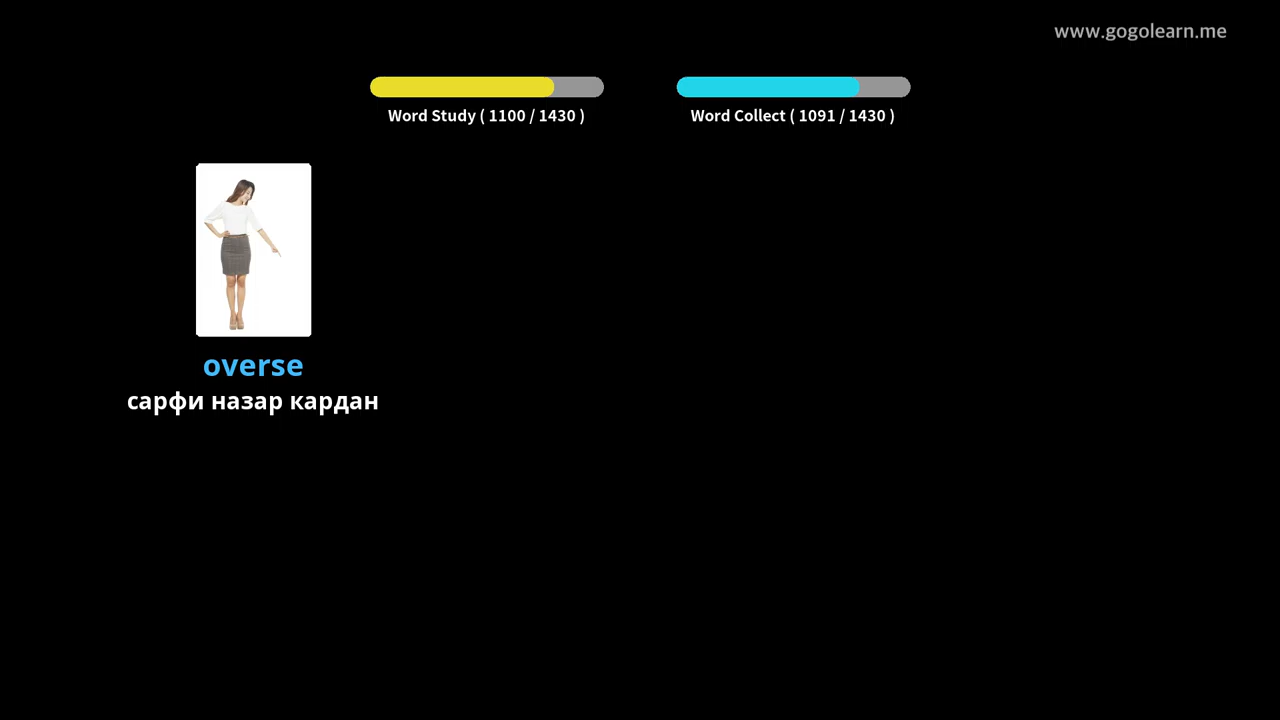 www.gogolearn.me
Word Study ( 1100 / 1430 )
Word Collect ( 1091 / 1430 )
overse
сарфи назар кардан